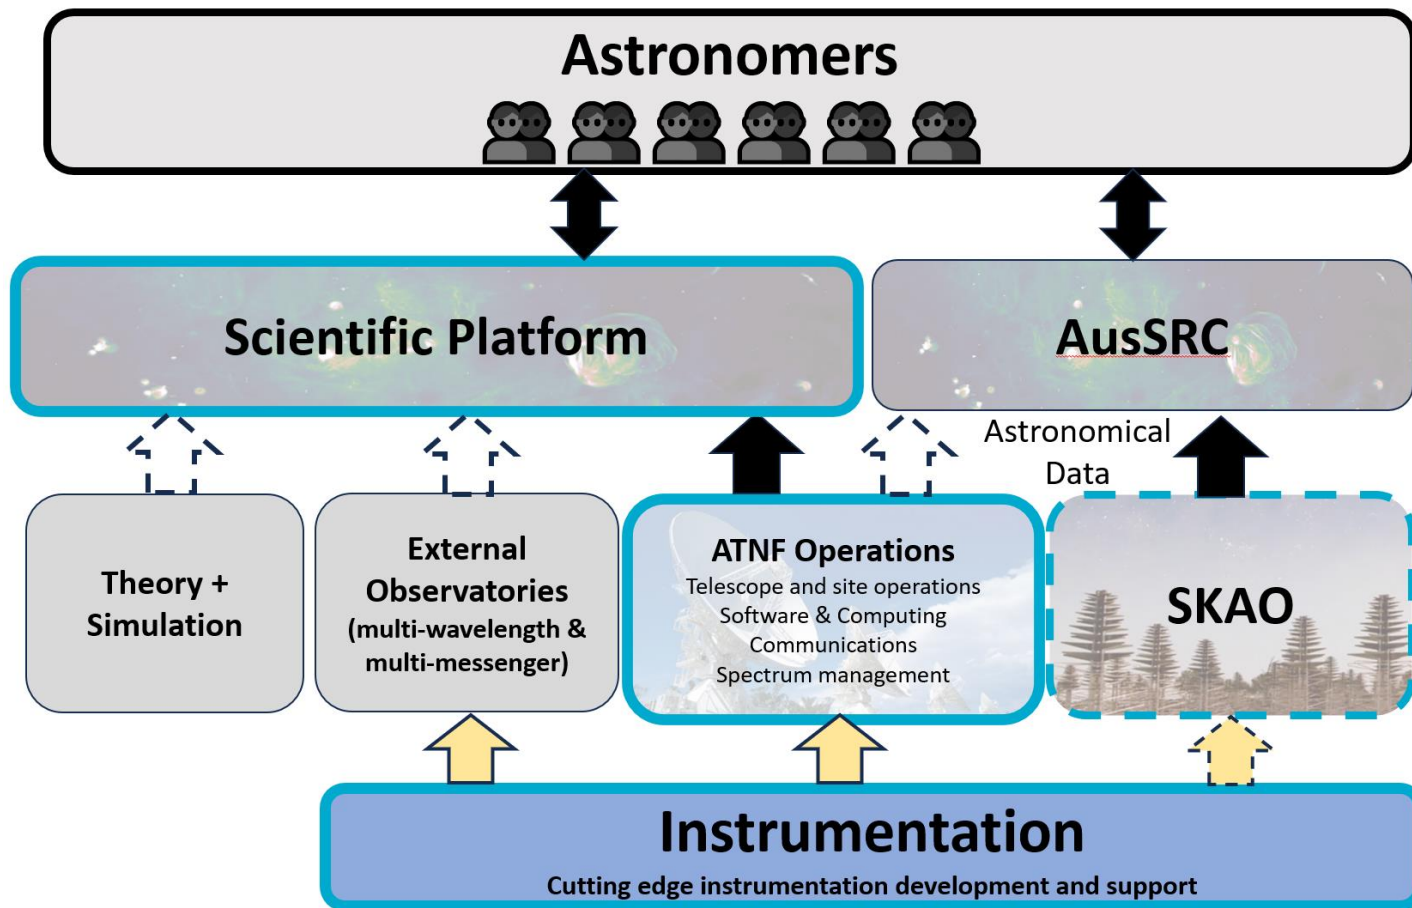 Astronomers
Scientific Platform
AusSRC
Astronomical
Data
Theory +
Simulation
External
Observatories
(multi-wavelength &
multi-messenger)
ATNF Operations
Telescope and site operations
Software & Computing
Communications
Spectrum management
SKAO
Instrumentation
Cutting edge instrumentation development and support